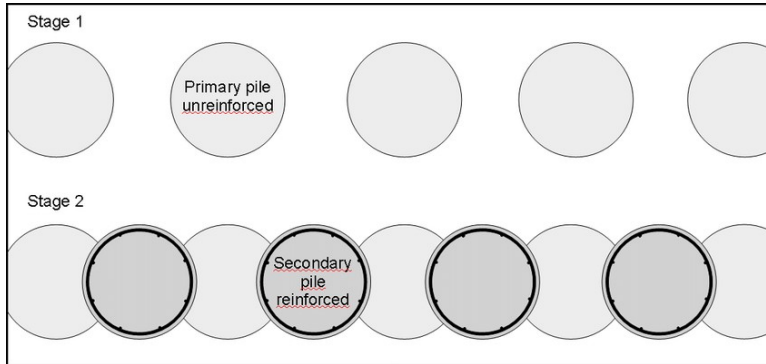 Stage 1
Primary pile
unreinforced
Stage 2
Secondary
pile
reinforced